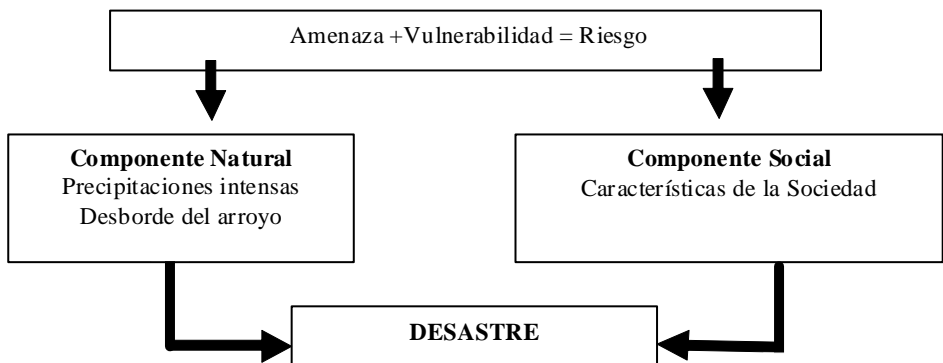 Amenaza +Vulnerabilidad = Riesgo
Componente Natural
Precipitaciones intensas
Desborde del arroyo
Componente Social
Características de la Sociedad
DESASTRE